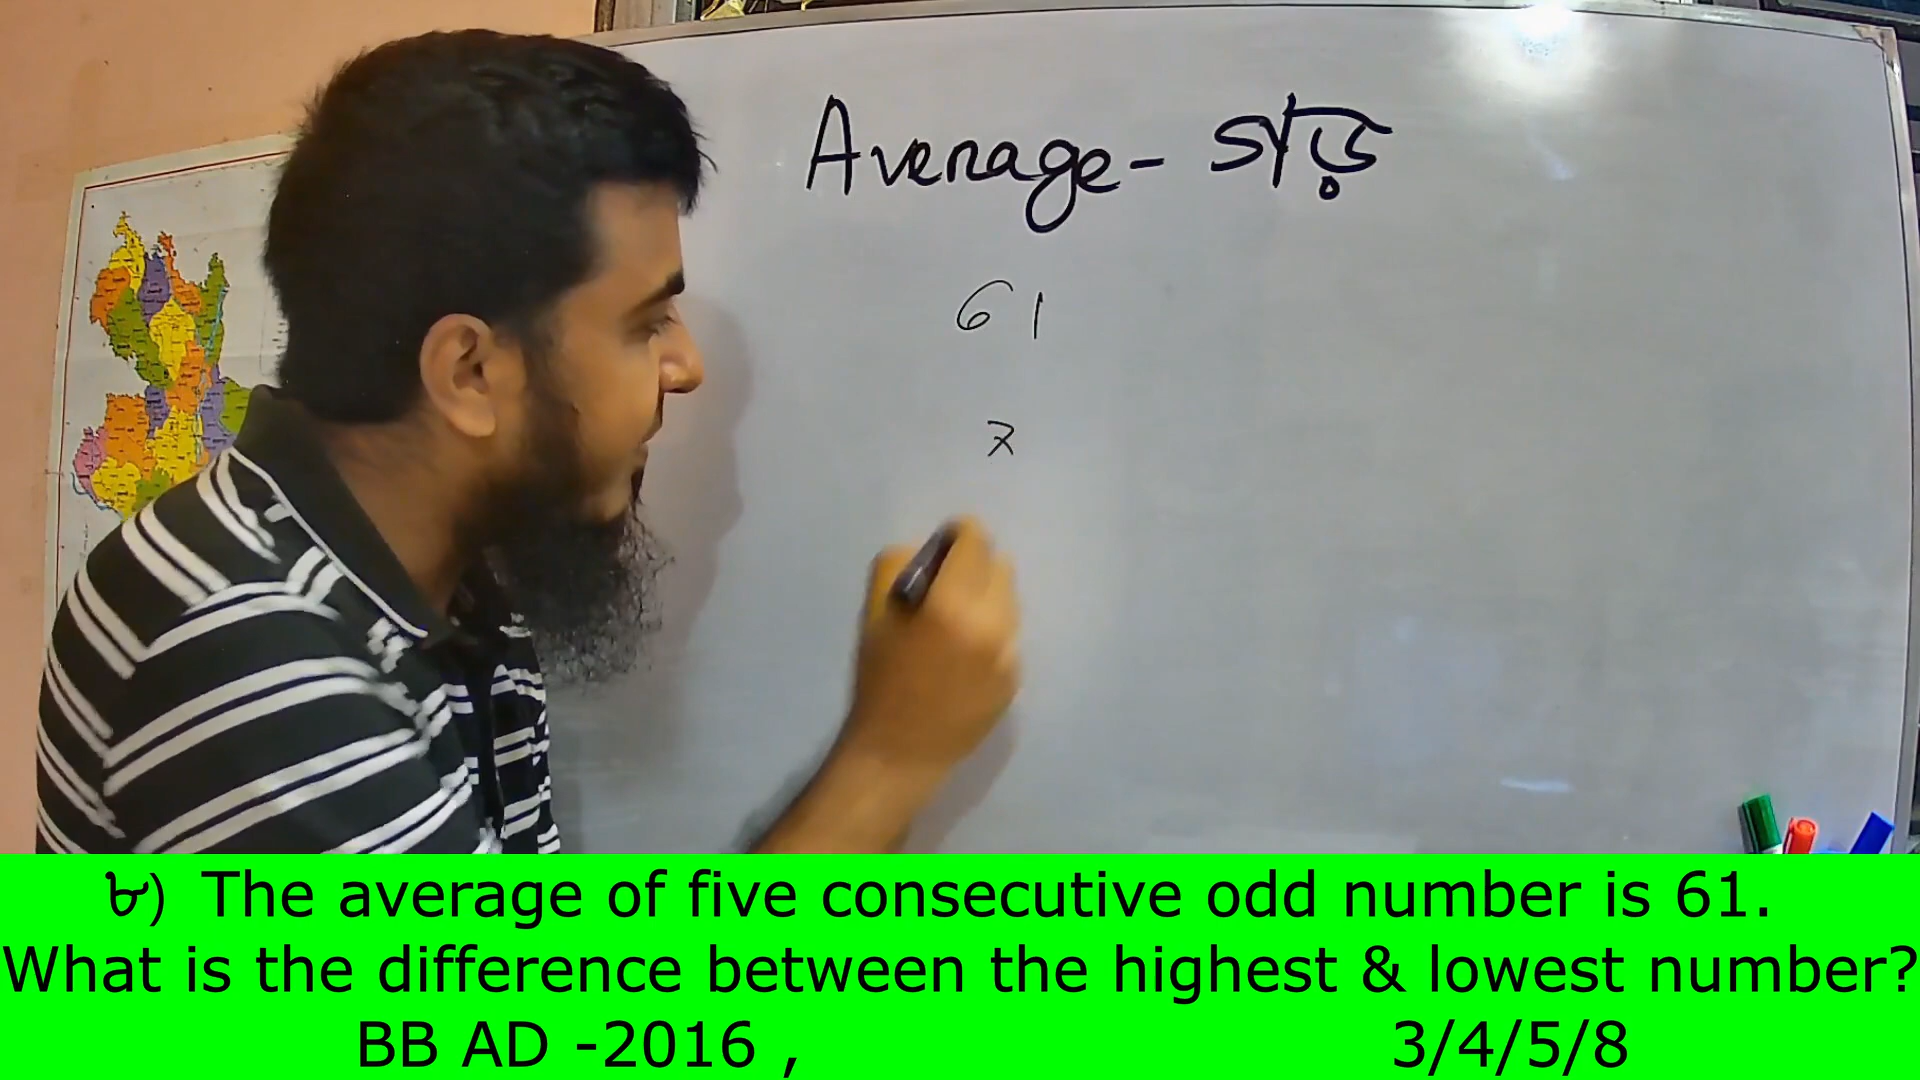 Average - গড়
61
x
৮) The average of five consecutive odd number is 61.
What is the difference between the highest & lowest number?
BB AD -2016 , 3/4/5/8